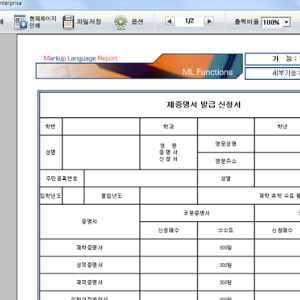 nterprise
현재페이지 인쇄 파일저장 옵션 1/2 출력비율 100%
Markup Language Report
ML Functions
기 능 :
세부기능:
제증명서 발급 신청서
학번 학과 학년
성명 영 문 증 명 서 신 청 서 영문성명
영문주소
주민등록번호 성별
입학년도 졸업년도 재학·휴학·수료·졸
증명서 국문증명서
신청매수 수수료 신청매수
재학증명서 300원
성적증명서 300원
재적증명서 300원